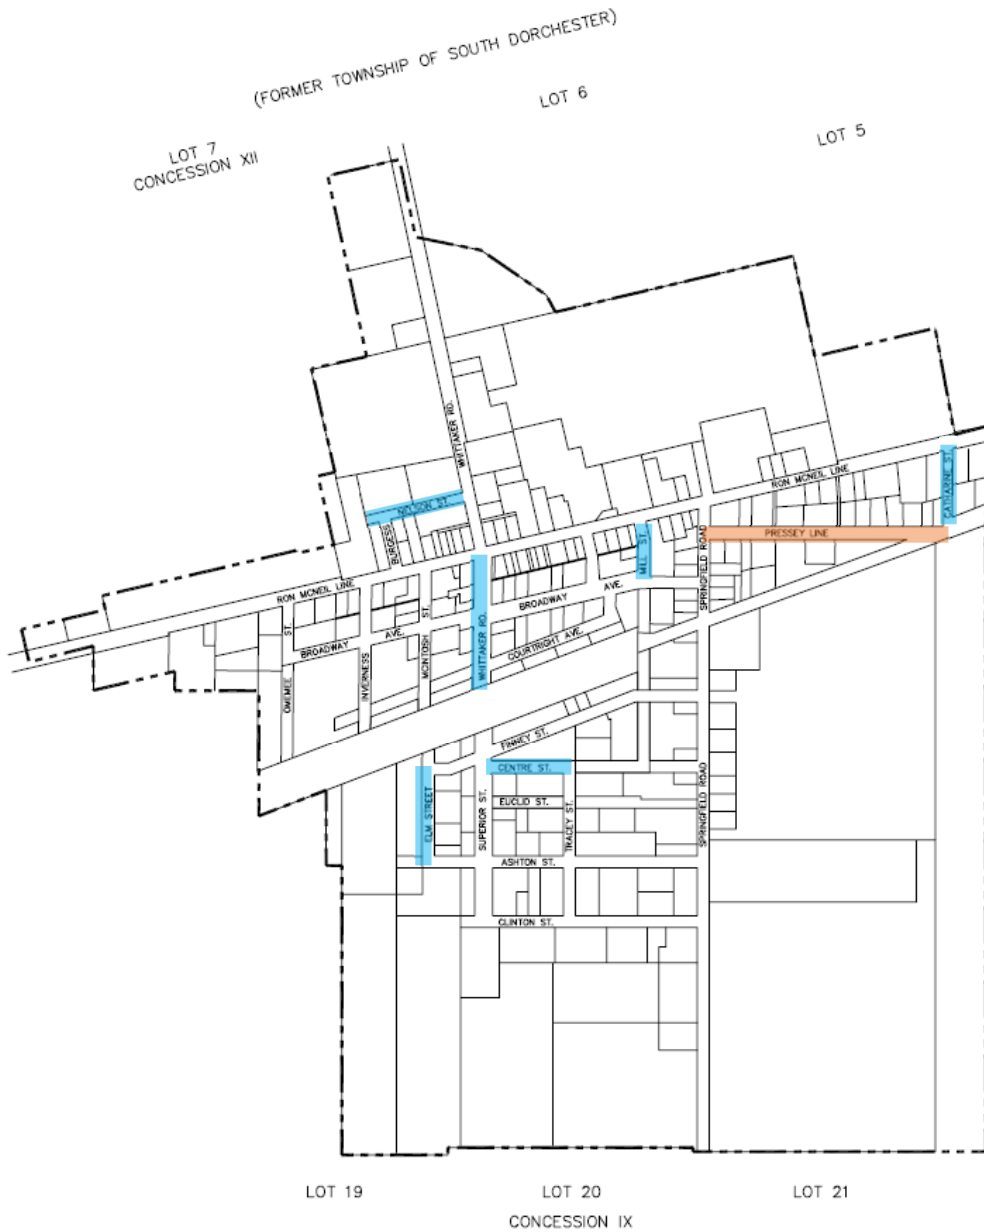 (FORMER TOWNSHIP OF SOUTH DORCHESTER)
LOT 6
LOT 5
LOT 7
CONCESSION XII
WHITTAKER RD.
RON MCNEIL LINE
CATHARINE ST.
NELSON ST.
BURGESS
MILL ST.
SPRINGFIELD ROAD
PRESSEY LINE
RON MCNEIL LINE
OMEMEE ST.
BROADWAY AVE.
INVERNESS
MCINTOSH ST.
WHITTAKER RD.
BROADWAY AVE.
COURTRIGHT AVE.
FINNEY ST.
CENTRE ST.
ELM STREET
SUPERIOR ST.
EUCLID ST.
TRACEY ST.
SPRINGFIELD ROAD
ASHTON ST.
CLINTON ST.
LOT 19
LOT 20
LOT 21
CONCESSION IX